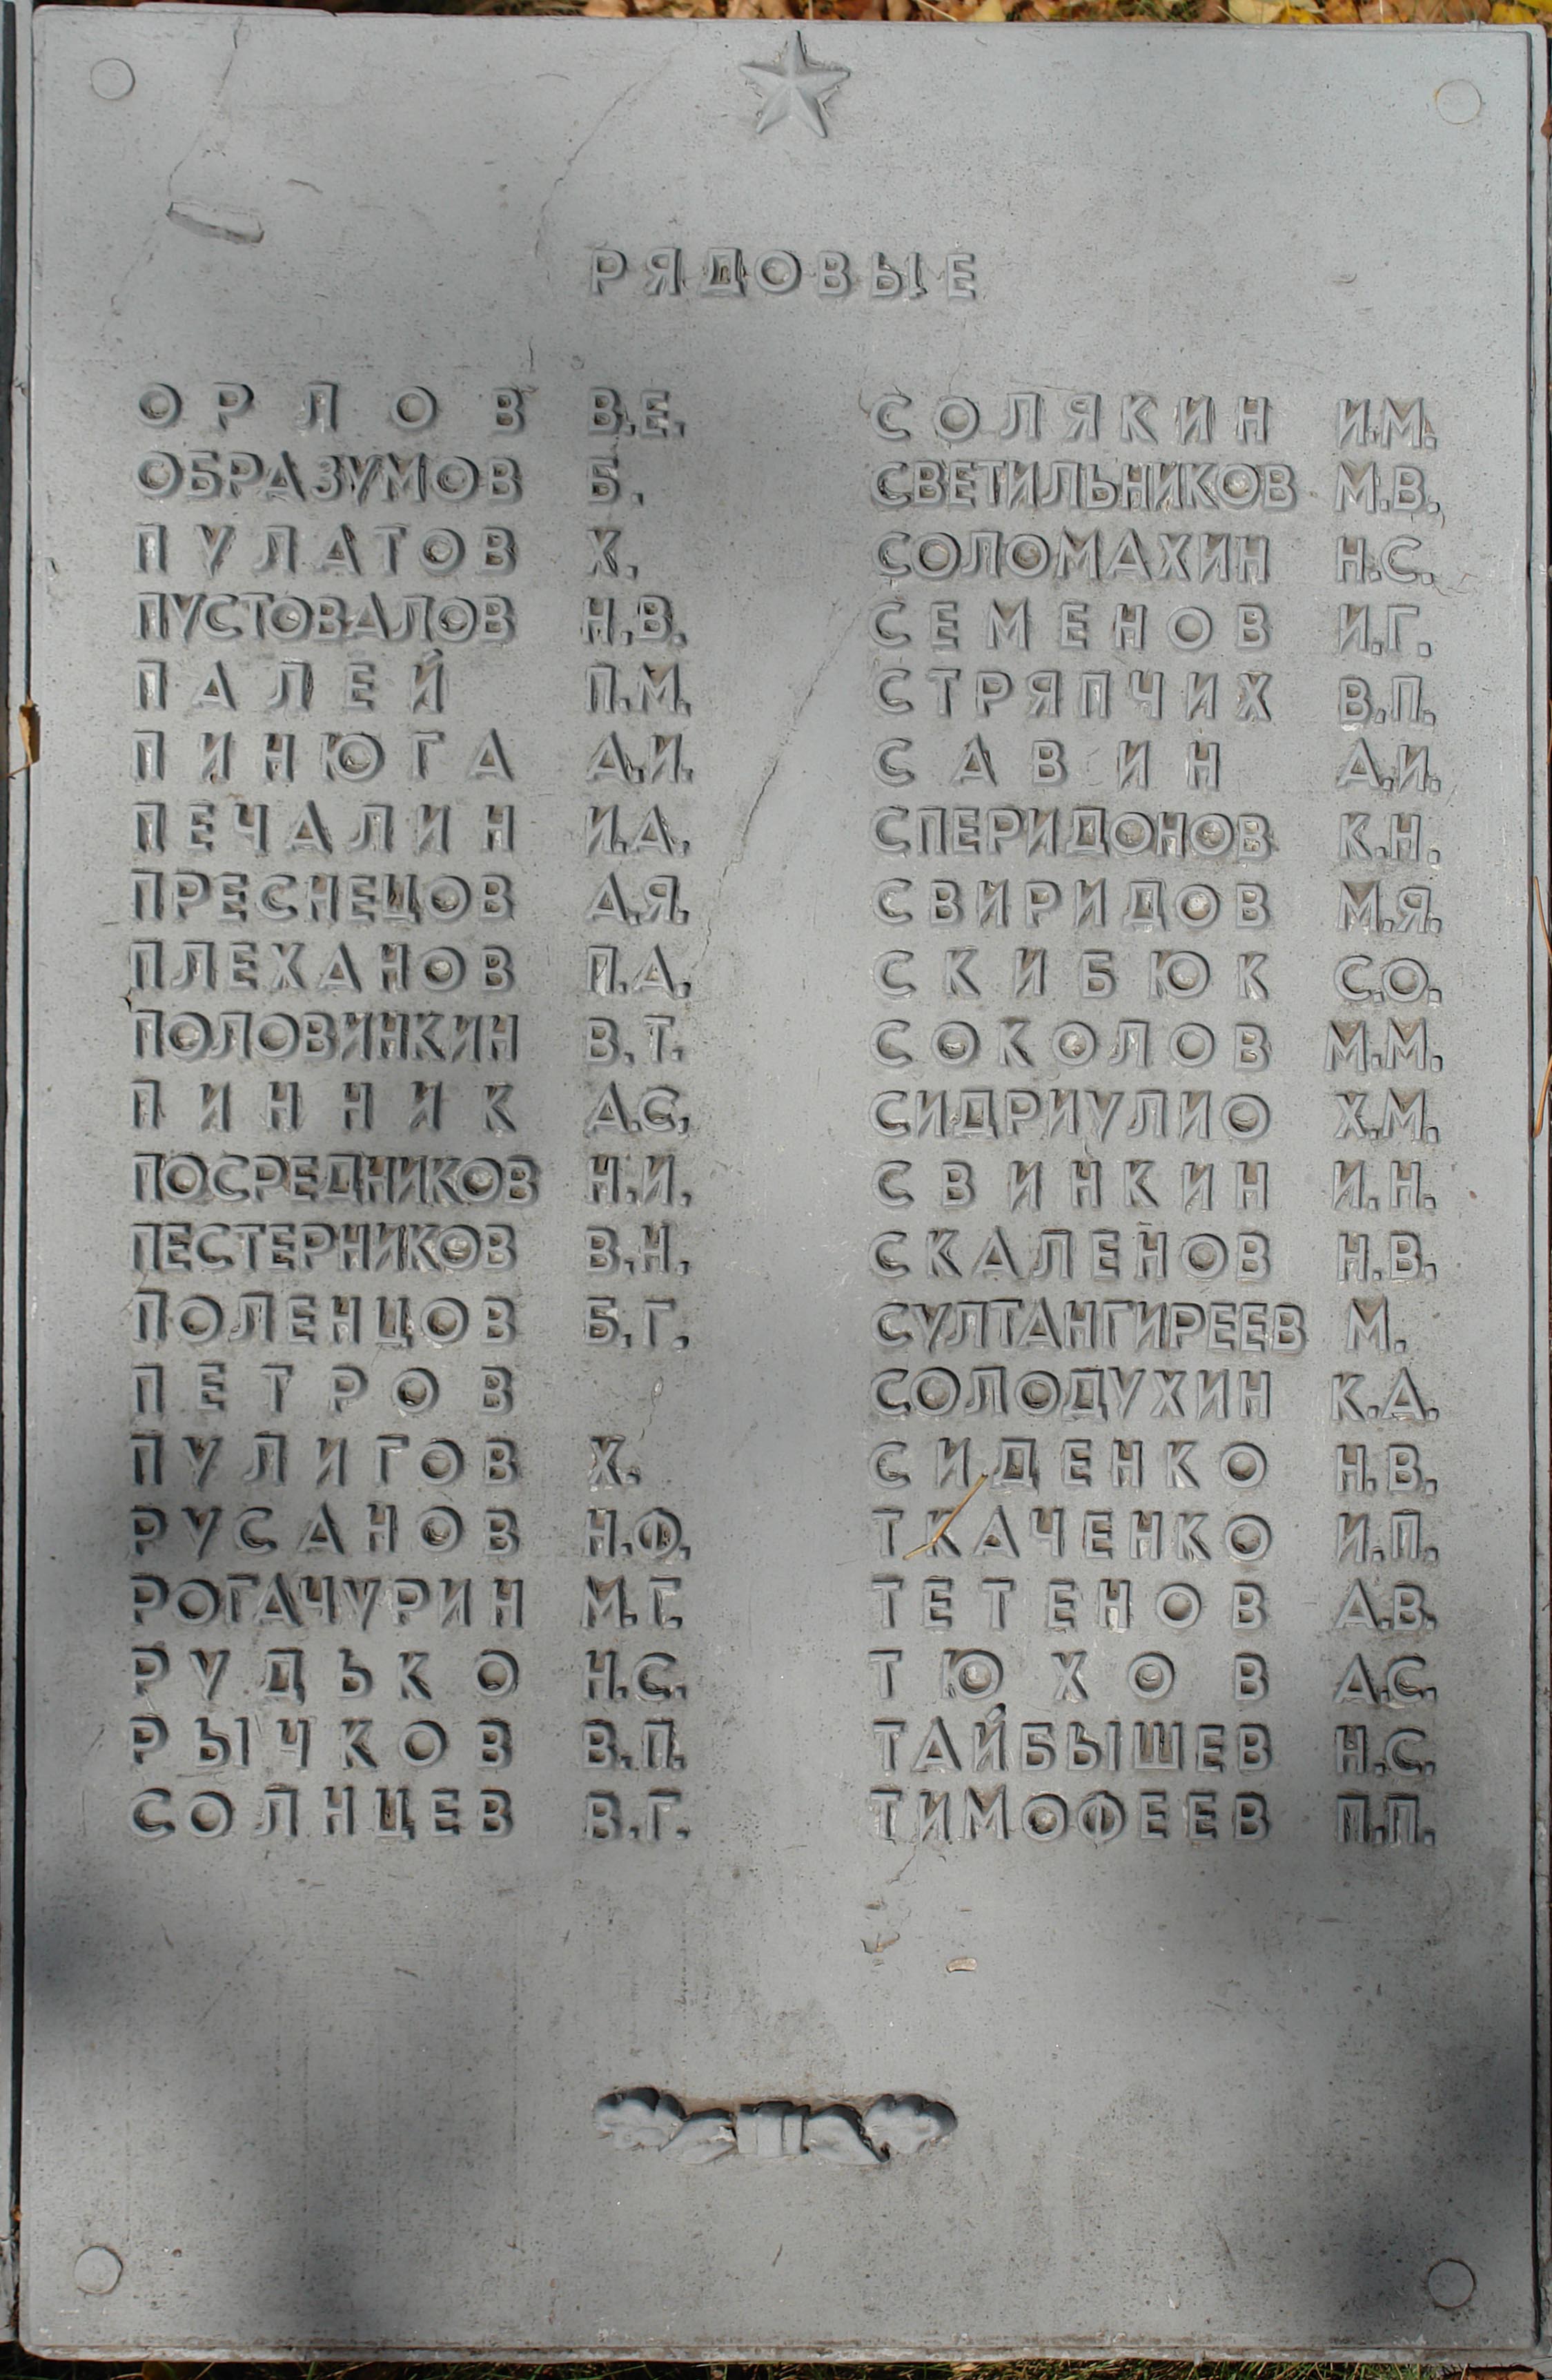 РЯДОВЫЕ
ОРЛОВ В.Е.
ОБРАЗУМОВ Б.
ПУЛАТОВ Х.
ПУСТОВАЛОВ Н.В.
ПАЛЕЙ П.М.
ПИНЮГА А.И.
ПЕЧАЛИН И.А.
ПРЕСНЕЦОВ А.Я.
ПЛЕХАНОВ П.А.
ПОЛОВИНКИН В.Т.
ПИННИК А.С.
ПОСРЕДНИКОВ Н.И.
ПЕСТЕРНИКОВ В.Н.
ПОЛЕНЦОВ Б.Г.
ПЕТРОВ
ПУЛИГОВ Х.
РУСАНОВ Н.Ф.
РОГАЧУРИН М.Г.
РУДЬКО Н.С.
РЫЧКОВ В.П.
СОЛНЦЕВ В.Г.
СОЛЯКИН И.М.
СВЕТИЛЬНИКОВ М.В.
СОЛОМАХИН Н.С.
СЕМЕНОВ И.Г.
СТРЯПЧИХ В.П.
САВИН А.И.
СПЕРИДОНОВ К.Н.
СВИРИДОВ М.Я.
СКИБЮК С.О.
СОКОЛОВ М.М.
СИДРИУЛИО Х.М.
СВИНКИН И.Н.
СКАЛЕНОВ Н.В.
СУЛТАНГИРЕЕВ М.
СОЛОДУХИН К.А.
СИДЕНКО Н.В.
ТКАЧЕНКО И.П.
ТЕТЕНОВ А.В.
ТЮХОВ А.С.
ТАЙБЫШЕВ Н.С.
ТИМОФЕЕВ П.П.